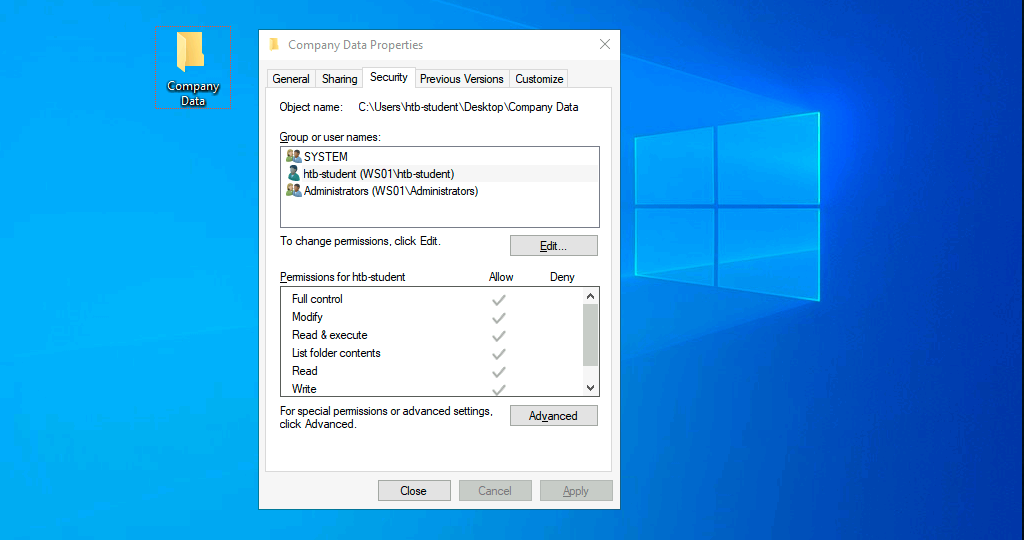 Company
Data
Company Data Properties
General Sharing Security Previous Versions Customize
Object name: C:\Users\htb-student\Desktop\Company Data
Group or user names:
SYSTEM
htb-student (WS01\htb-student)
Administrators (WS01\Administrators)
To change permissions, click Edit. Edit...
Permissions for htb-student Allow Deny
Full control
Modify
Read & execute
List folder contents
Read
Write
For special permissions or advanced settings,
click Advanced. Advanced
Close Cancel Apply